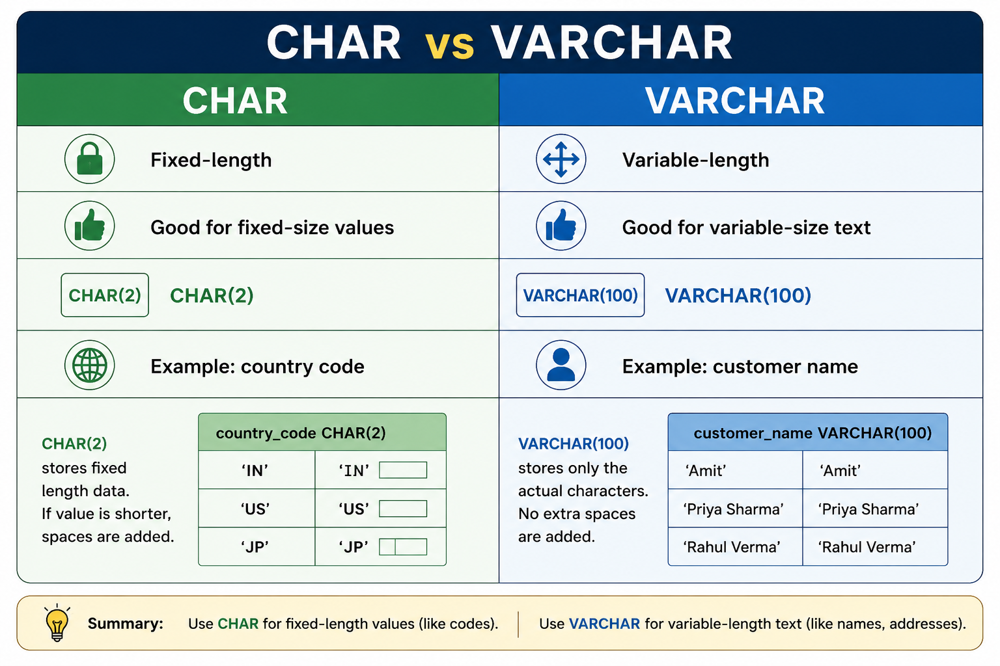 CHAR vs VARCHAR
CHAR
VARCHAR
Fixed-length
Variable-length
Good for fixed-size values
Good for variable-size text
CHAR(2) CHAR(2)
VARCHAR(100) VARCHAR(100)
Example: country code
Example: customer name
CHAR(2)
stores fixed
length data.
If value is shorter,
spaces are added.
country_code CHAR(2)
‘IN’ ‘IN’
‘US’ ‘US’
‘JP’ ‘JP’
VARCHAR(100)
stores only the
actual characters.
No extra spaces
are added.
customer_name VARCHAR(100)
‘Amit’ ‘Amit’
‘Priya Sharma’ ‘Priya Sharma’
‘Rahul Verma’ ‘Rahul Verma’
Summary: Use CHAR for fixed-length values (like codes). Use VARCHAR for variable-length text (like names, addresses).